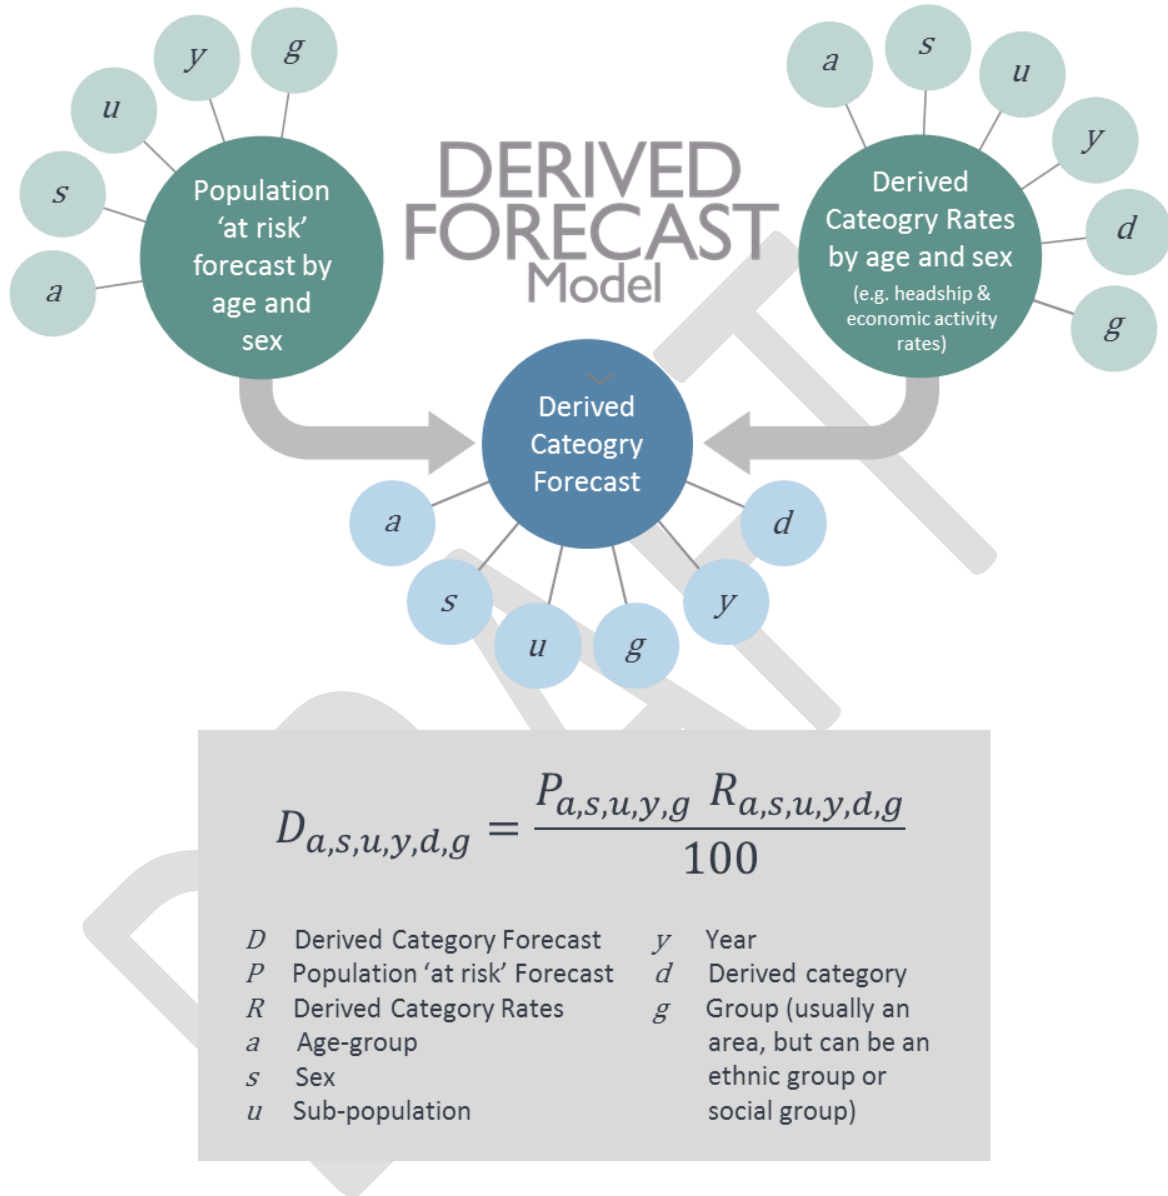 g
y
u
s
a
Population
‘at risk’
forecast by
age and
sex
DERIVED
FORECAST
Model
a
s
u
y
d
g
Derived
Cateogry Rates
by age and sex
(e.g. headship &
economic activity
rates)
Derived
Cateogry
Forecast
a
s
u
g
y
d
D_{a,s,u,y,d,g} = \frac{P_{a,s,u,y,g} R_{a,s,u,y,d,g}}{100}
D Derived Category Forecast
P Population ‘at risk’ Forecast
R Derived Category Rates
a Age-group
s Sex
u Sub-population
y Year
d Derived category
g Group (usually an
area, but can be an
ethnic group or
social group)
DRAFT